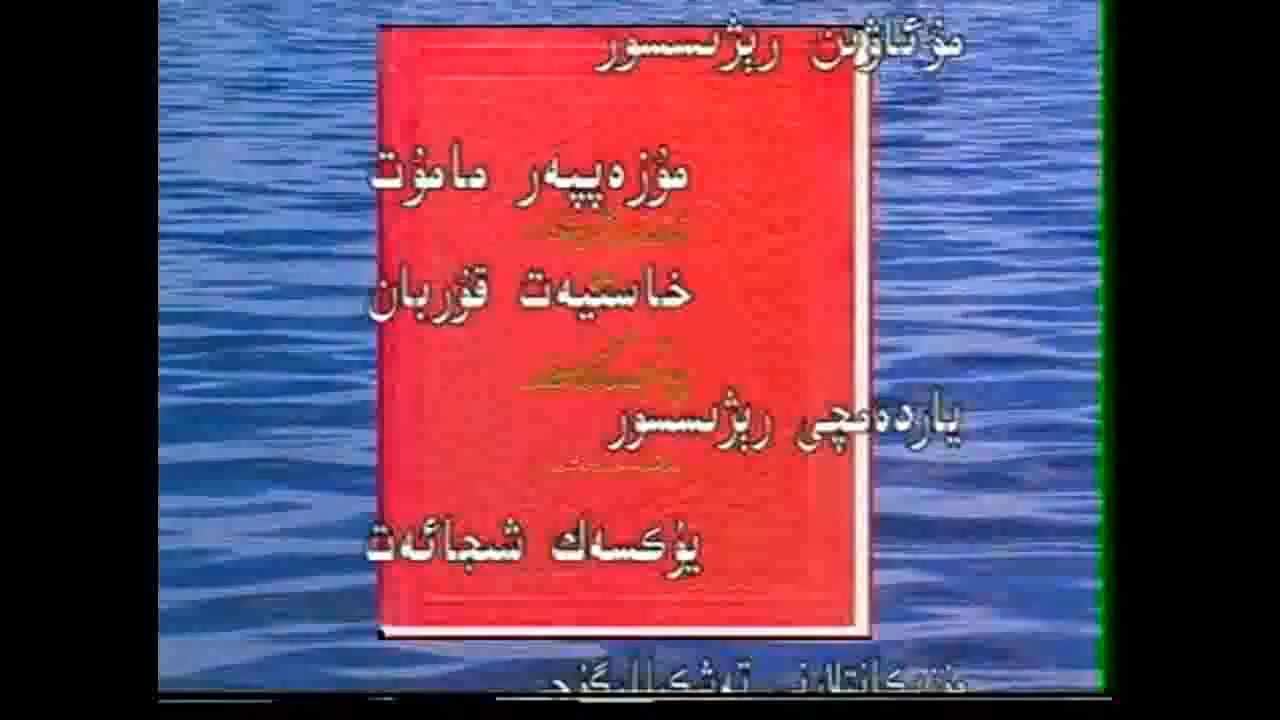 مۇئاۋىن رېژىسسور
مۇزەپپەر مامۇت
خاسىيەت قۇربان
ياردەمچى رېژىسسور
يۈكسەك شىجائەت